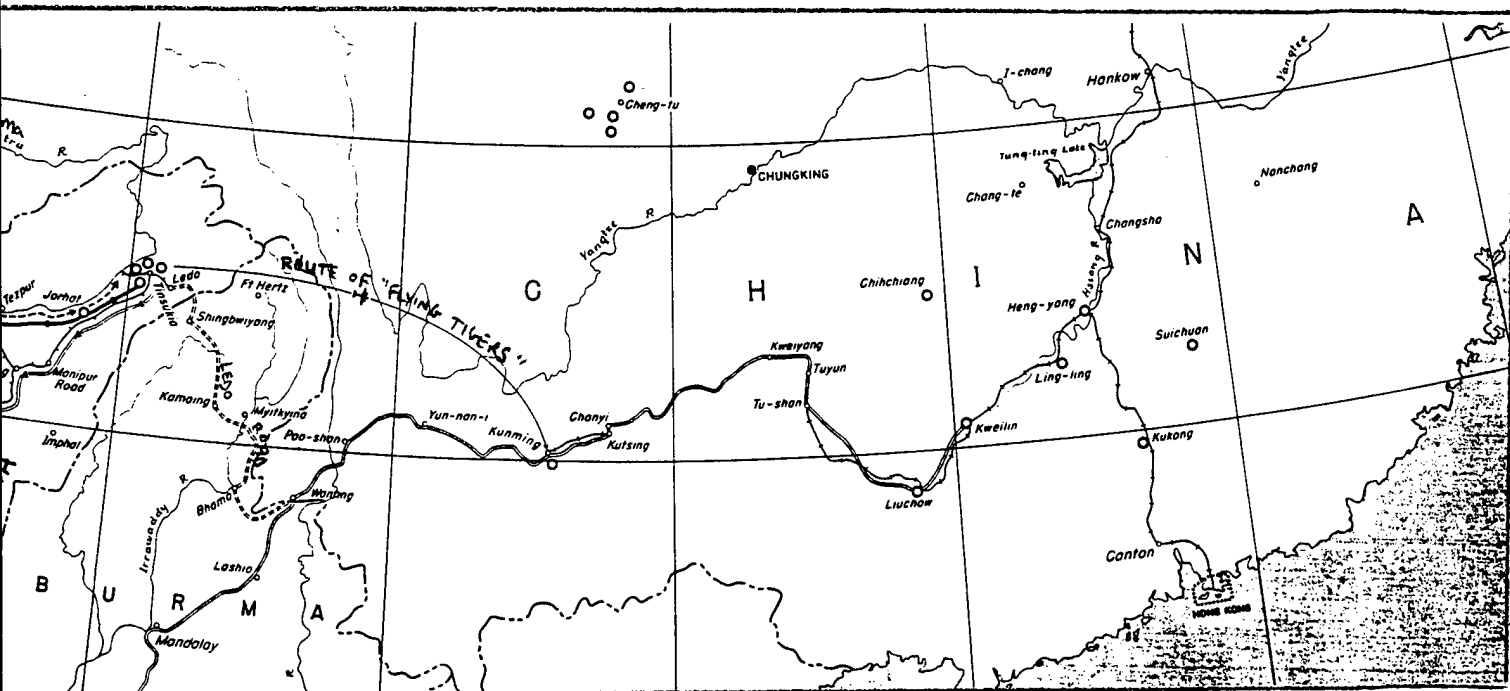 I-chang
Hankow
Yangtze
Cheng-tu
R
Tung-ting Lake
CHUNGKING
Chang-te
Nanchang
Yangtze R
Changsha
Hsiang R
C H I N A
Ledo
Tezpur
Jorhat
Tinsukia
ROUTE OF "FLYING TIGERS"
Ft Hertz
Shingbwiyang
Chihchiang
Heng-yang
Suichuan
Ling-ling
Manipur
Road
LEDO
ROAD
Kamaing
Myitkyina
Kweiyang
Tuyun
Tu-shan
Yun-nan-i
Chanyi
Kutsing
Kunming
Pao-shan
Kweilin
Kukong
Imphal
R
Bhamo
Wanting
Irrawaddy
Liuchow
Lashio
Canton
B U R M A
HONG KONG
Mandalay
R